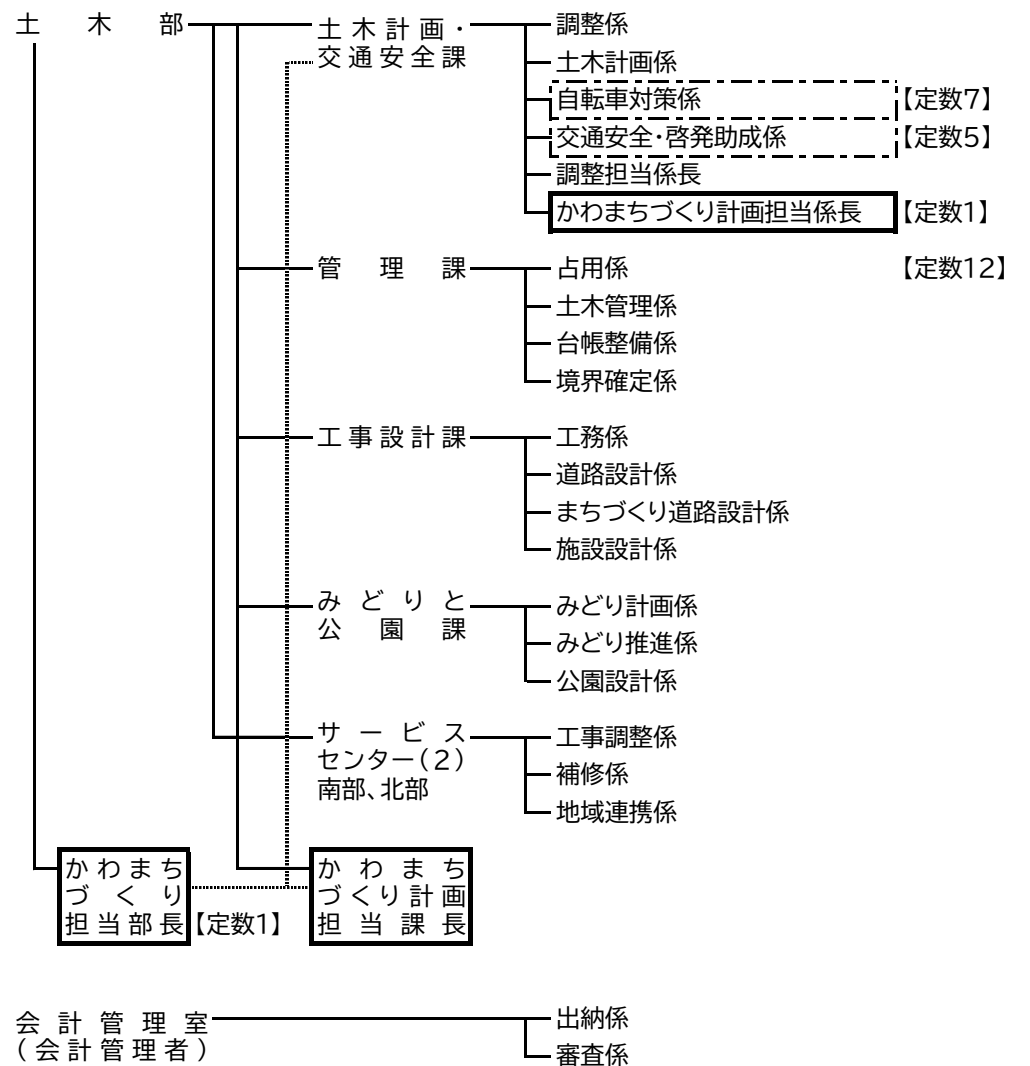 土木部
土木計画・
交通安全課
調整係
土木計画係
自転車対策係 【定数7】
交通安全・啓発助成係 【定数5】
調整担当係長
かわまちづくり計画担当係長 【定数1】
管理課
占用係 【定数12】
土木管理係
台帳整備係
境界確定係
工事設計課
工務係
道路設計係
まちづくり道路設計係
施設設計係
みどりと
公園課
みどり計画係
みどり推進係
公園設計係
サービス
センター(2)
南部、北部
工事調整係
補修係
地域連携係
かわまち
づくり
担当部長【定数1】
かわまち
づくり計画
担当課長
会計管理室
(会計管理者)
出納係
審査係